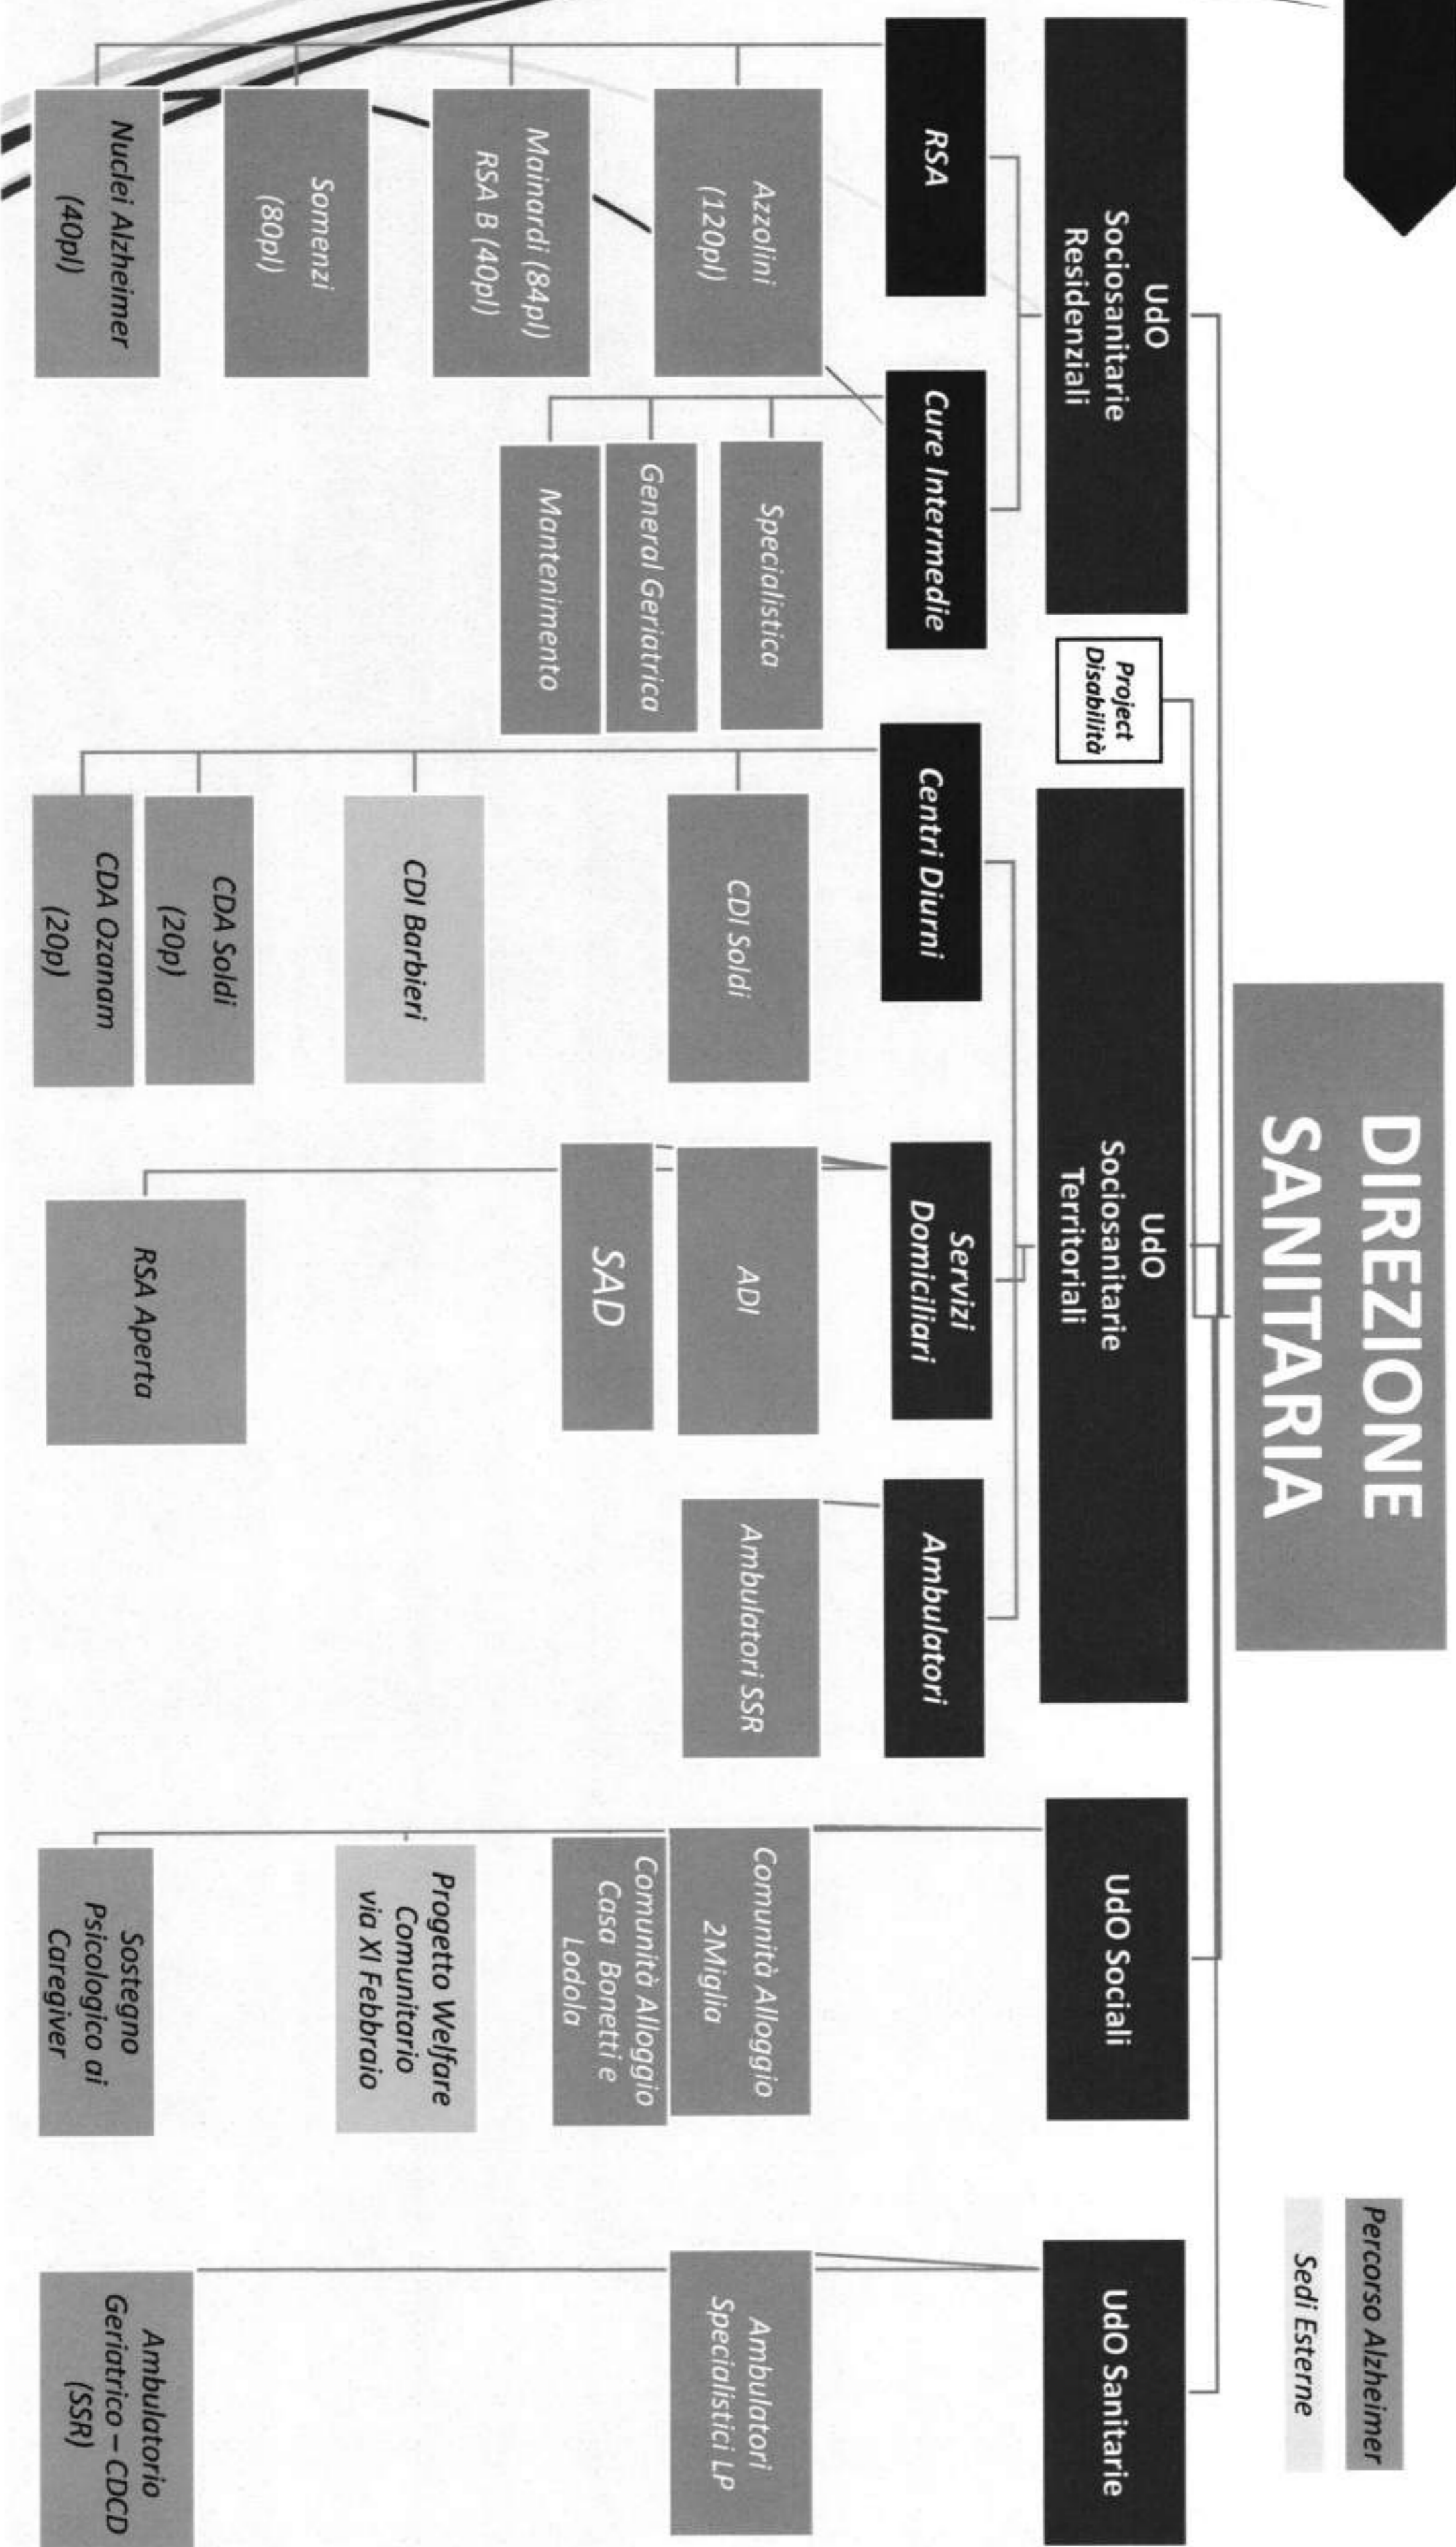 DIREZIONE
SANITARIA
Percorso Alzheimer
Sedi Esterne
UdO
Sociosanitarie
Residenziali
Project
Disabilità
UdO
Sociosanitarie
Territoriali
UdO Sociali
UdO Sanitarie
RSA
Cure Intermedie
Centri Diurni
Servizi
Domiciliari
Ambulatori
Azzolini
(120pl)
Mainardi (84pl)
RSA B (40pl)
Somenzi
(80pl)
Nuclei Alzheimer
(40pl)
Specialistica
General Geriatrica
Mantenimento
CDI Soldi
CDI Barbieri
CDA Soldi
(20p)
CDA Ozanam
(20p)
ADI
SAD
RSA Aperta
Ambulatori SSR
Comunità Alloggio
2Miglia
Comunità Alloggio
Casa Bonetti e
Lodola
Progetto Welfare
Comunitario
via XI Febbraio
Sostegno
Psicologico ai
Caregiver
Ambulatori
Specialistici LP
Ambulatorio
Geriatrico – CDCD
(SSR)